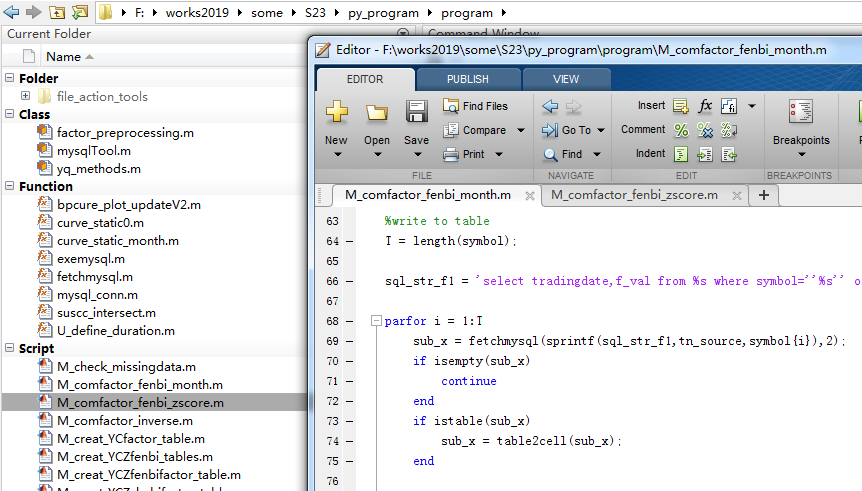 F: works2019 some S23 py_program program
Current Folder
Command Window
Name
Folder
file_action_tools
Class
factor_preprocessing.m
mysqlTool.m
yq_methods.m
Function
bpcure_plot_updateV2.m
curve_static0.m
curve_static_month.m
exemysql.m
fetchmysql.m
mysql_conn.m
suscc_intersect.m
U_define_duration.m
Script
M_check_missingdata.m
M_comfactor_fenbi_month.m
M_comfactor_fenbi_zscore.m
M_comfactor_inverse.m
M_creat_YCfactor_table.m
M_creat_YCZfenbi_tables.m
M_creat_YCZfenbifactor_table.m
Editor - F:\works2019\some\S23\py_program\program\M_comfactor_fenbi_month.m
EDITOR PUBLISH VIEW
New Open Save
Find Files
Compare
Print
FILE
Go To
Find
NAVIGATE
Insert fx
Comment
Indent
EDIT
Breakpoints
BREAKPOINTS
M_comfactor_fenbi_month.m M_comfactor_fenbi_zscore.m
63 %write to table
64 T = length(symbol);
65
66 sql_str_f1 = 'select tradingdate,f_val from %s where symbol=''%s'' o
67
68 parfor i = 1:T
69 sub_x = fetchmysql(sprintf(sql_str_f1,tn_source,symbol{i}),2);
70 if isempty(sub_x)
71 continue
72 end
73 if istable(sub_x)
74 sub_x = table2cell(sub_x);
75 end
76